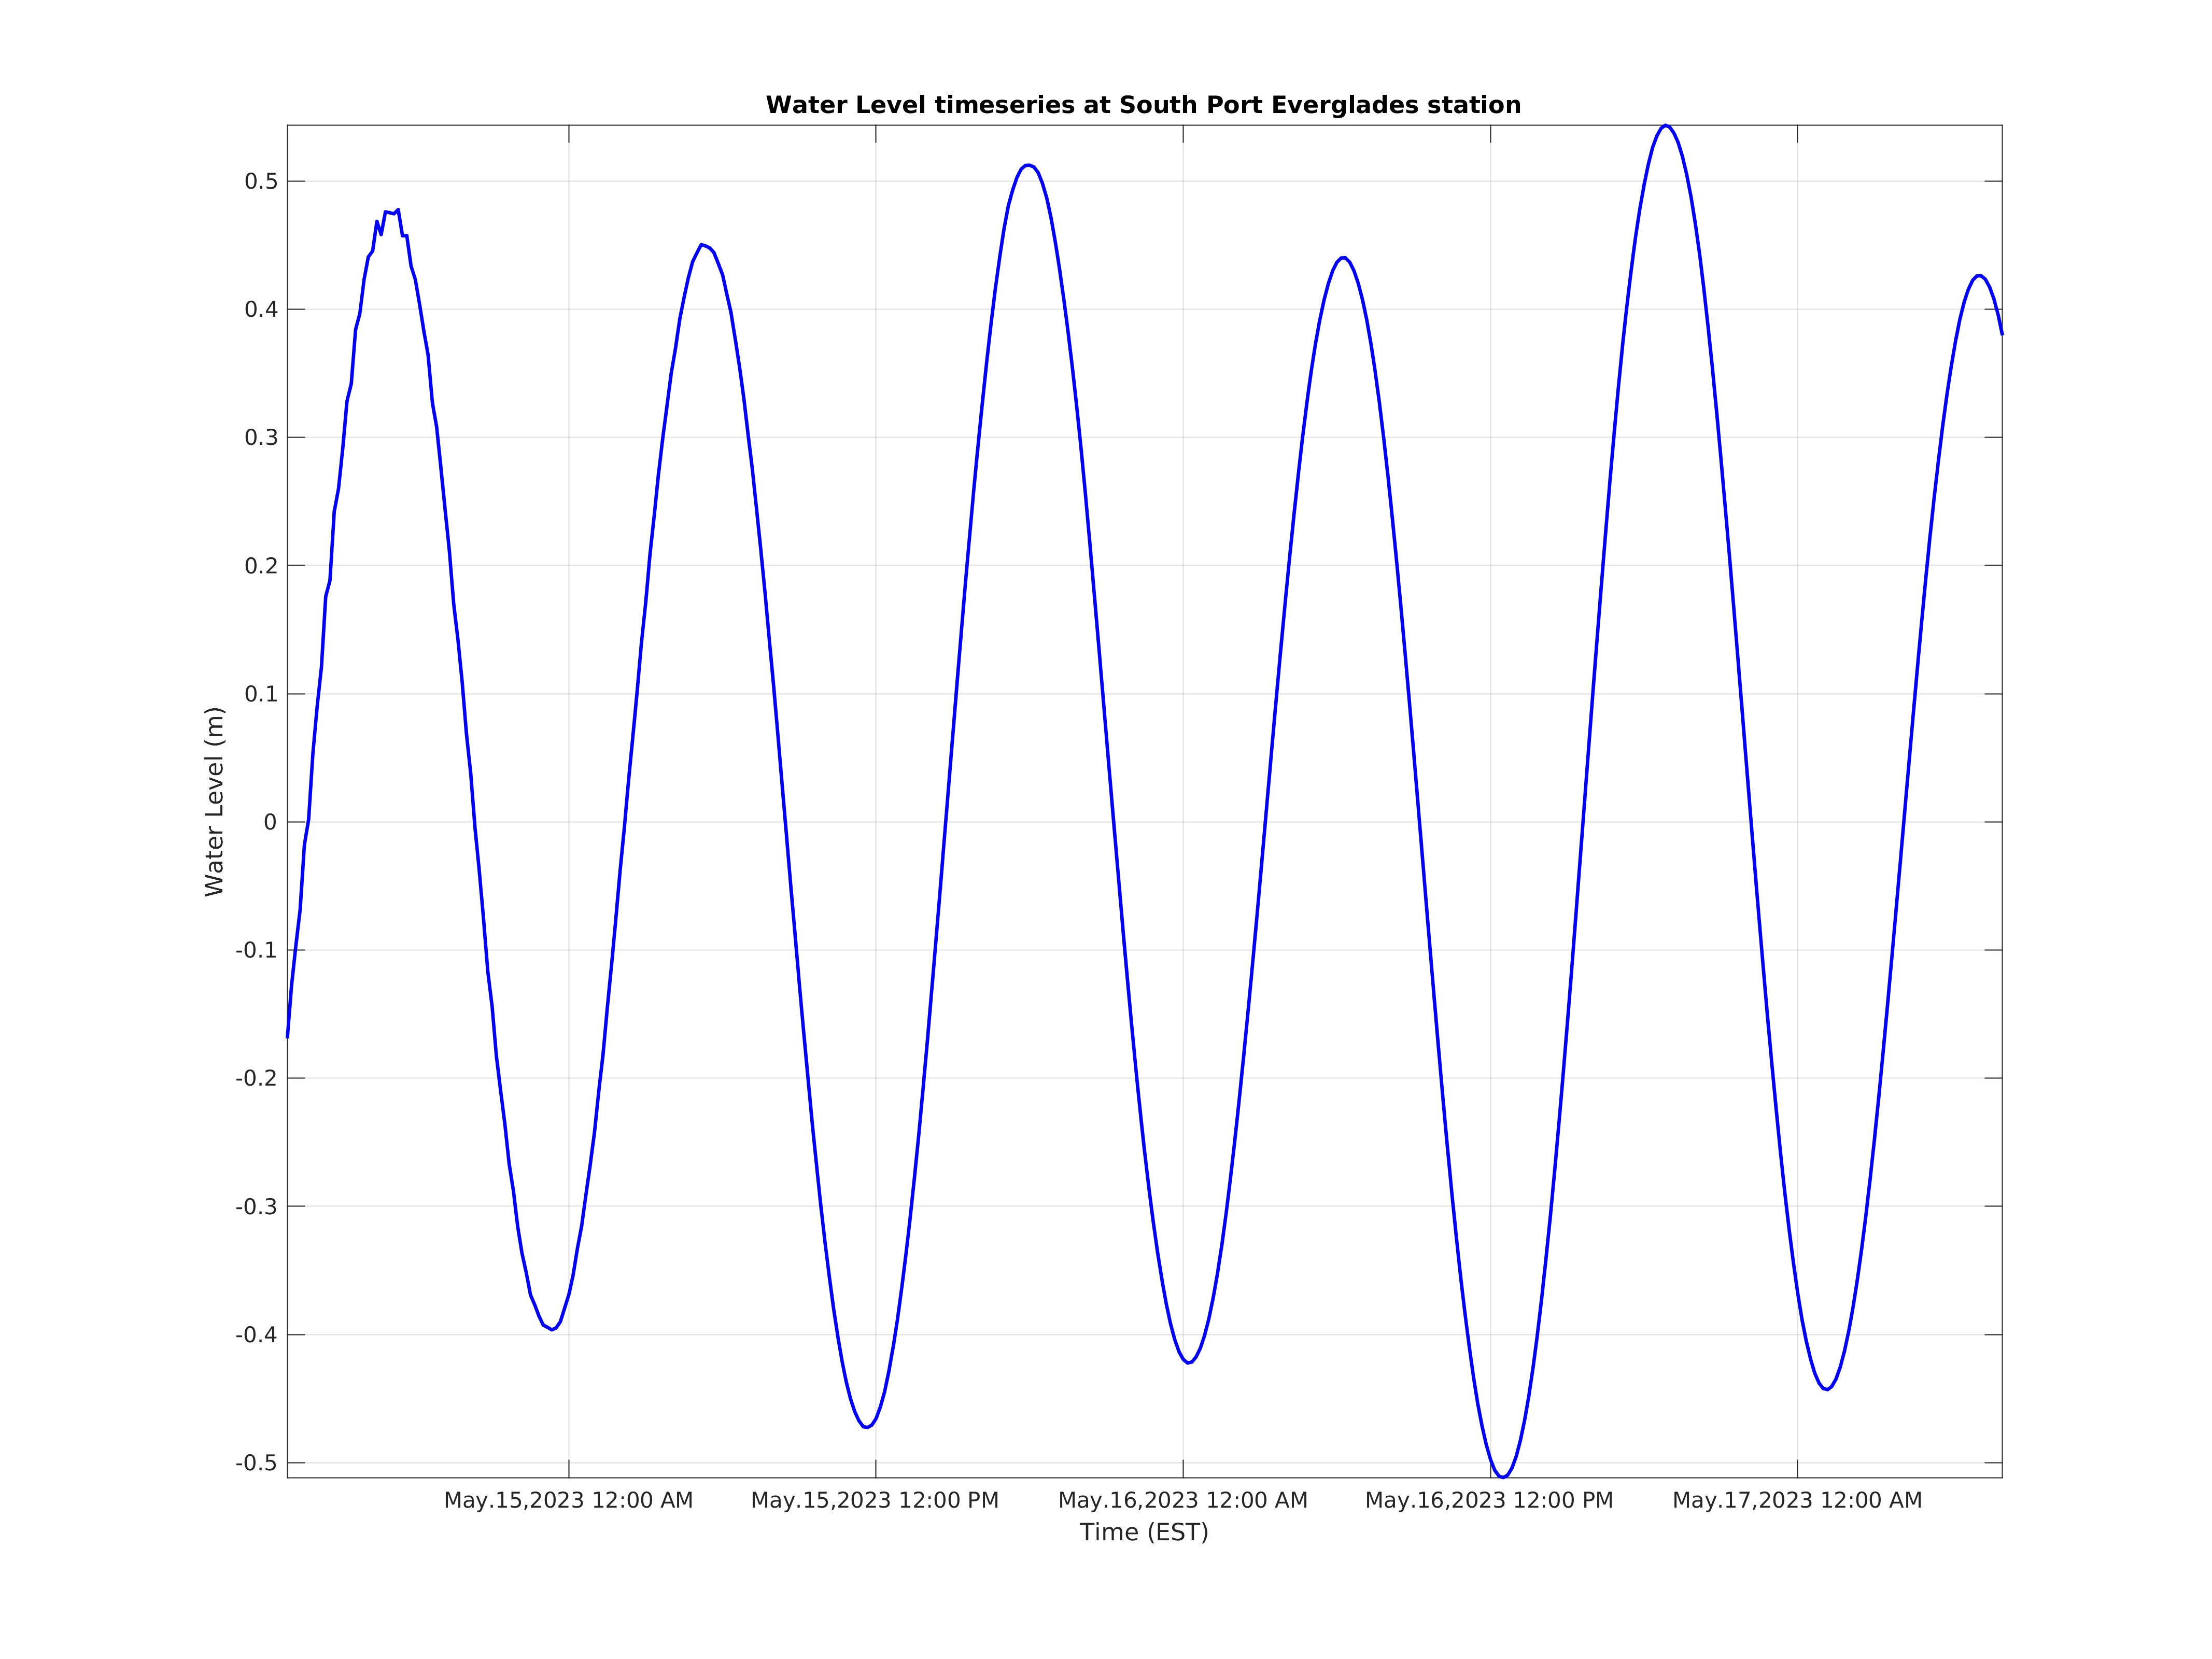 Water Level timeseries at South Port Everglades station
0.5
0.4
0.3
0.2
0.1
0
-0.1
-0.2
-0.3
-0.4
-0.5
Water Level (m)
May.15,2023 12:00 AM
May.15,2023 12:00 PM
May.16,2023 12:00 AM
May.16,2023 12:00 PM
May.17,2023 12:00 AM
Time (EST)